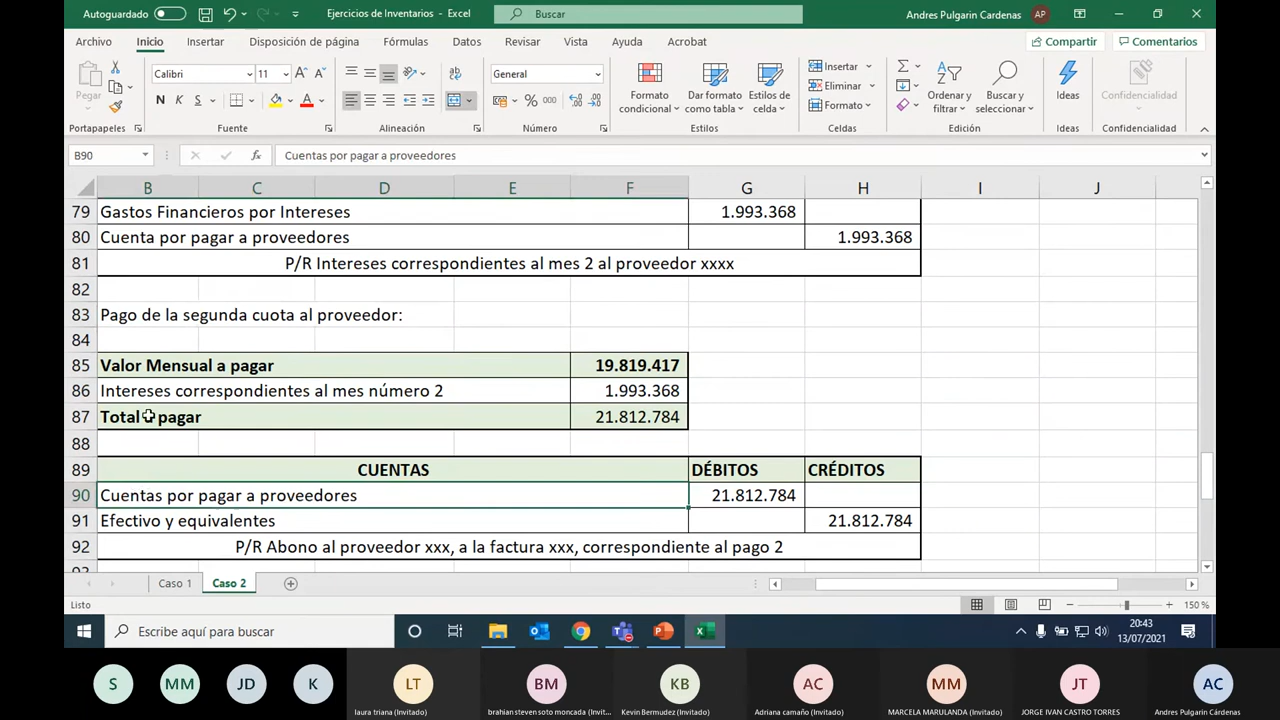 Autoguardado
Ejercicios de Inventarios - Excel
Buscar
Andres Pulgarin Cardenas AP
Archivo Inicio Insertar Disposición de página Fórmulas Datos Revisar Vista Ayuda Acrobat Compartir Comentarios
Pegar
Calibri 11
N K S
General
Formato condicional
Dar formato como tabla
Estilos de celda
Insertar
Eliminar
Formato
Ordenar y filtrar
Buscar y seleccionar
Ideas
Confidencialidad
Portapapeles Fuente Alineación Número Estilos Celdas Edición Ideas Confidencialidad
B90 fx Cuentas por pagar a proveedores
B C D E F G H I J
79 Gastos Financieros por Intereses 1.993.368
80 Cuenta por pagar a proveedores 1.993.368
81 P/R Intereses correspondientes al mes 2 al proveedor xxxx
82
83 Pago de la segunda cuota al proveedor:
84
85 Valor Mensual a pagar 19.819.417
86 Intereses correspondientes al mes número 2 1.993.368
87 Total a pagar 21.812.784
88
89 CUENTAS DÉBITOS CRÉDITOS
90 Cuentas por pagar a proveedores 21.812.784
91 Efectivo y equivalentes 21.812.784
92 P/R Abono al proveedor xxx, a la factura xxx, correspondiente al pago 2
Caso 1 Caso 2
Listo 150 %
Escribe aquí para buscar
20:43
13/07/2021
S MM JD K LT BM KB AC MM JT AC
laura triana (Invitado) brahian steven soto moncada (Invit... Kevin Bermudez (Invitado) Adriana camaño (Invitado) MARCELA MARULANDA (Invitado) JORGE IVAN CASTRO TORRES Andres Pulgarin Cárdenas